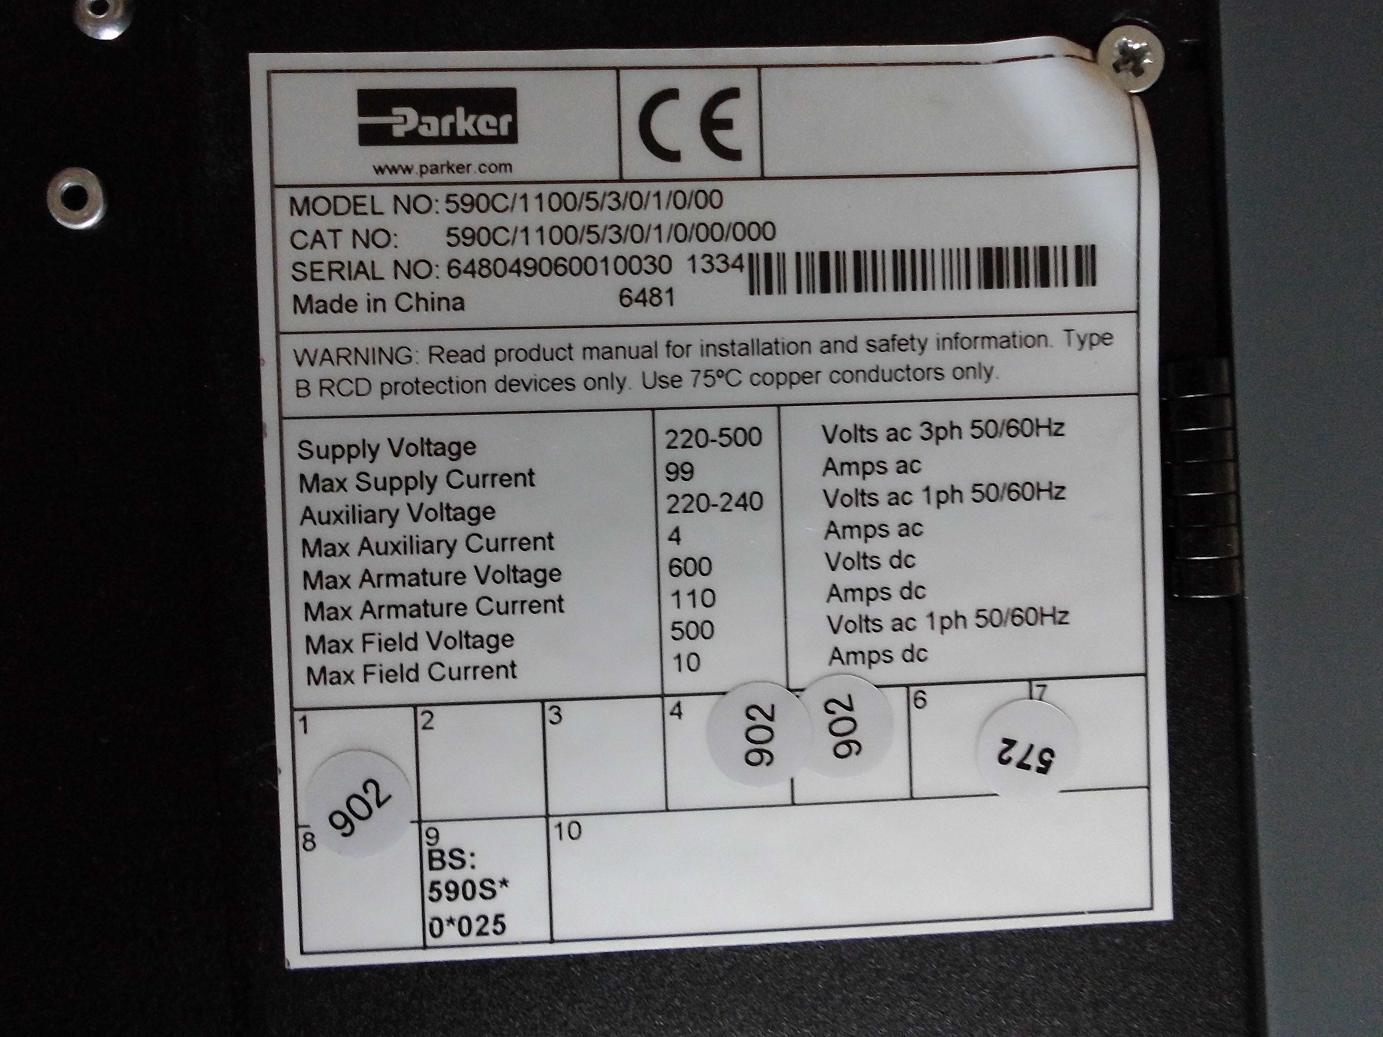 Parker
www.parker.com
CE
MODEL NO: 590C/1100/5/3/0/1/0/00
CAT NO: 590C/1100/5/3/0/1/0/00/000
SERIAL NO: 648049060010030 1334
Made in China 6481
WARNING: Read product manual for installation and safety information. Type
B RCD protection devices only. Use 75ºC copper conductors only.
Supply Voltage 220-500 Volts ac 3ph 50/60Hz
Max Supply Current 99 Amps ac
Auxiliary Voltage 220-240 Volts ac 1ph 50/60Hz
Max Auxiliary Current 4 Amps ac
Max Armature Voltage 600 Volts dc
Max Armature Current 110 Amps dc
Max Field Voltage 500 Volts ac 1ph 50/60Hz
Max Field Current 10 Amps dc
1 2 3 4 6 7
902 902 902 572
8 9 10
BS:
590S*
0*025